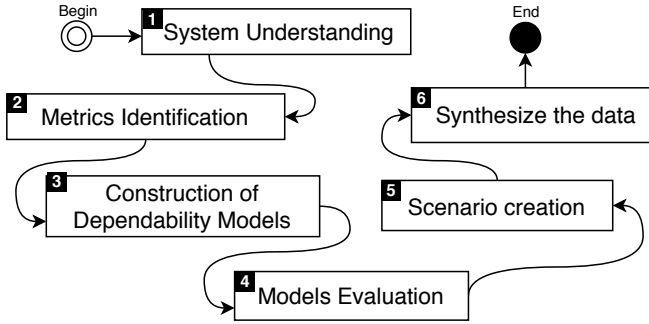 Begin
1 System Understanding
2 Metrics Identification
3 Construction of
Dependability Models
4 Models Evaluation
5 Scenario creation
6 Synthesize the data
End